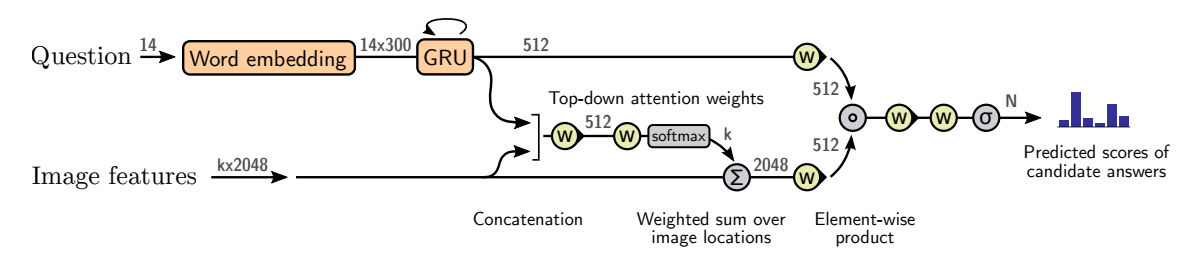 Question
14
Word embedding
14x300
GRU
512
w
512
Top-down attention weights
w
512
w
softmax
k
∘
w
w
σ
N
Predicted scores of
candidate answers
Image features
kx2048
Σ
2048
w
512
Concatenation
Weighted sum over
image locations
Element-wise
product